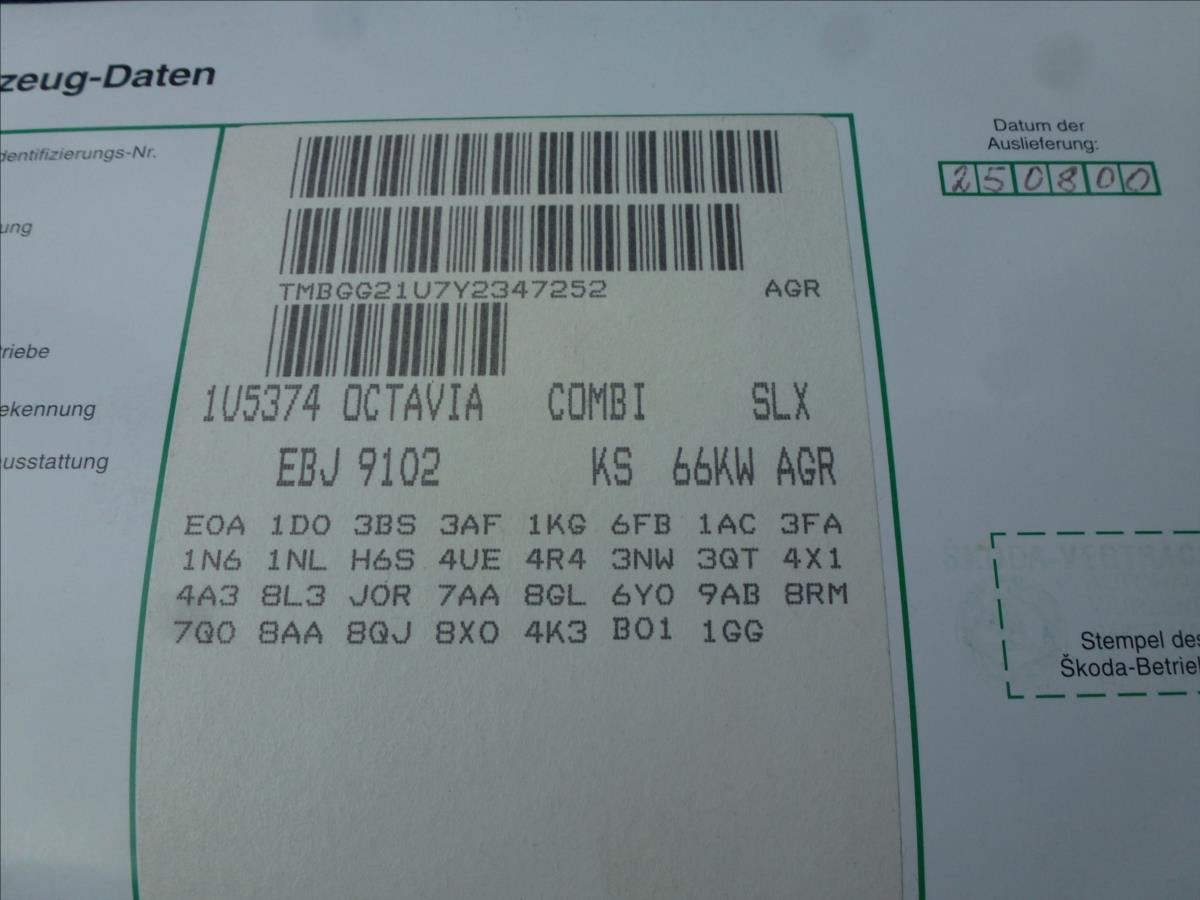 zeug-Daten
dentifizierungs-Nr.
Datum der
Auslieferung:
250800
ung
TMBGG21U7Y2347252 AGR
triebe
1U5374 OCTAVIA COMBI SLX
ekennung
EBJ 9102 KS 66KW AGR
usstattung
E0A 1D0 3BS 3AF 1KG 6FB 1AC 3FA
1N6 1NL H6S 4UE 4R4 3NW 3QT 4X1
4A3 8L3 J0R 7AA 8GL 6Y0 9AB 8RM
7Q0 8AA 8QJ 8X0 4K3 B01 1GG
ŠKODA-VERTRAG
Stempel des
Škoda-Betrieb